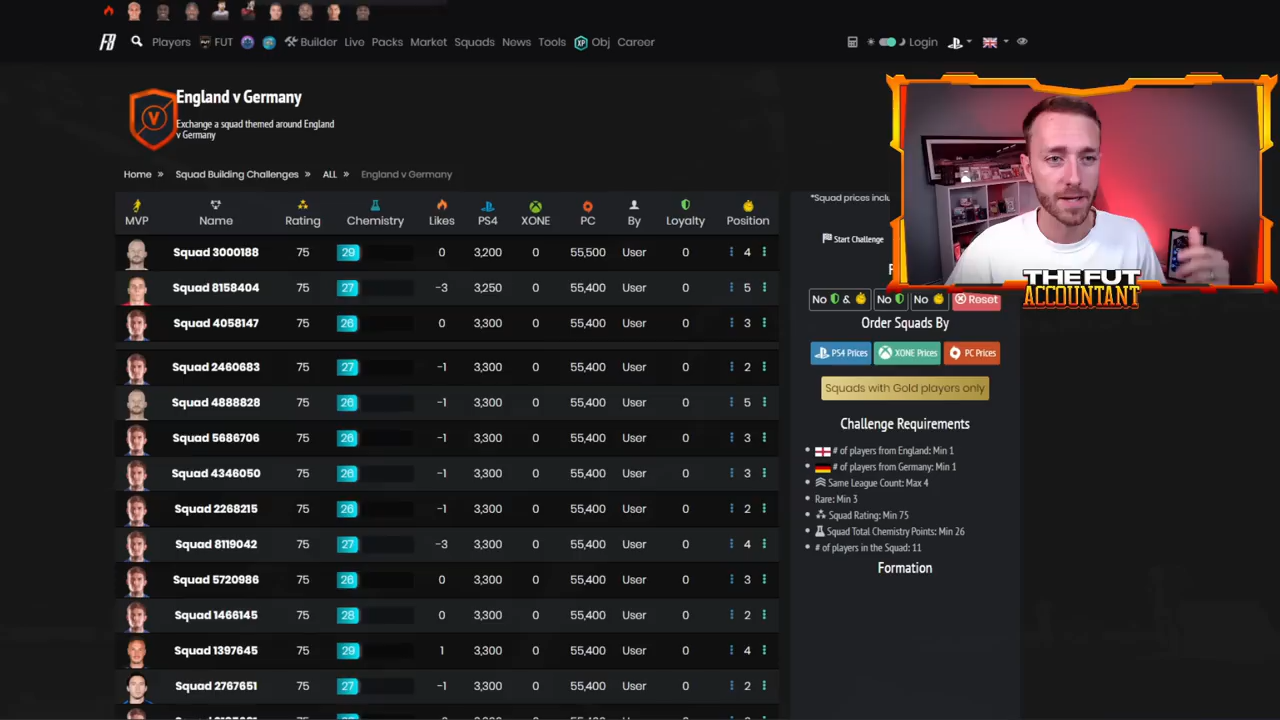 Players FUT Builder Live Packs Market Squads News Tools Obj Career Login
England v Germany
Exchange a squad themed around England
v Germany
Home » Squad Building Challenges » ALL » England v Germany
MVP Name Rating Chemistry Likes PS4 XONE PC By Loyalty Position
Squad 3000188 75 29 0 3,200 0 55,500 User 0 4
Squad 8158404 75 27 -3 3,250 0 55,400 User 0 5
Squad 4058147 75 26 0 3,300 0 55,400 User 0 3
Squad 2460683 75 27 -1 3,300 0 55,400 User 0 2
Squad 4888828 75 26 -1 3,300 0 55,400 User 0 5
Squad 5686706 75 26 -1 3,300 0 55,400 User 0 3
Squad 4346050 75 26 -1 3,300 0 55,400 User 0 3
Squad 2268215 75 26 -1 3,300 0 55,400 User 0 2
Squad 8119042 75 27 -3 3,300 0 55,400 User 0 4
Squad 5720986 75 26 0 3,300 0 55,400 User 0 3
Squad 1466145 75 28 0 3,300 0 55,400 User 0 2
Squad 1397645 75 29 1 3,300 0 55,400 User 0 4
Squad 2767651 75 27 -1 3,300 0 55,400 User 0 2
*Squad prices inclu
Start Challenge
THE FUT
ACCOUNTANT
No & No No Reset
Order Squads By
PS4 Prices XONE Prices PC Prices
Squads with Gold players only
Challenge Requirements
# of players from England: Min 1
# of players from Germany: Min 1
Same League Count: Max 4
Rare: Min 3
Squad Rating: Min 75
Squad Total Chemistry Points: Min 26
# of players in the Squad: 11
Formation